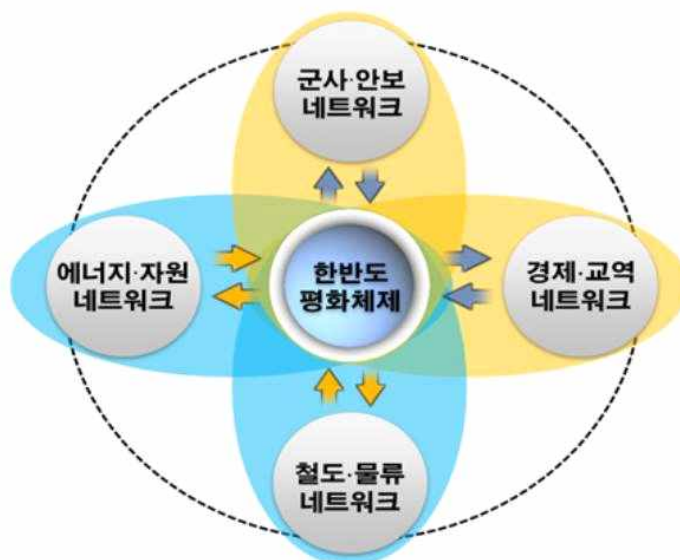 군사·안보
네트워크
에너지·자원
네트워크
한반도
평화체제
경제·교역
네트워크
철도·물류
네트워크